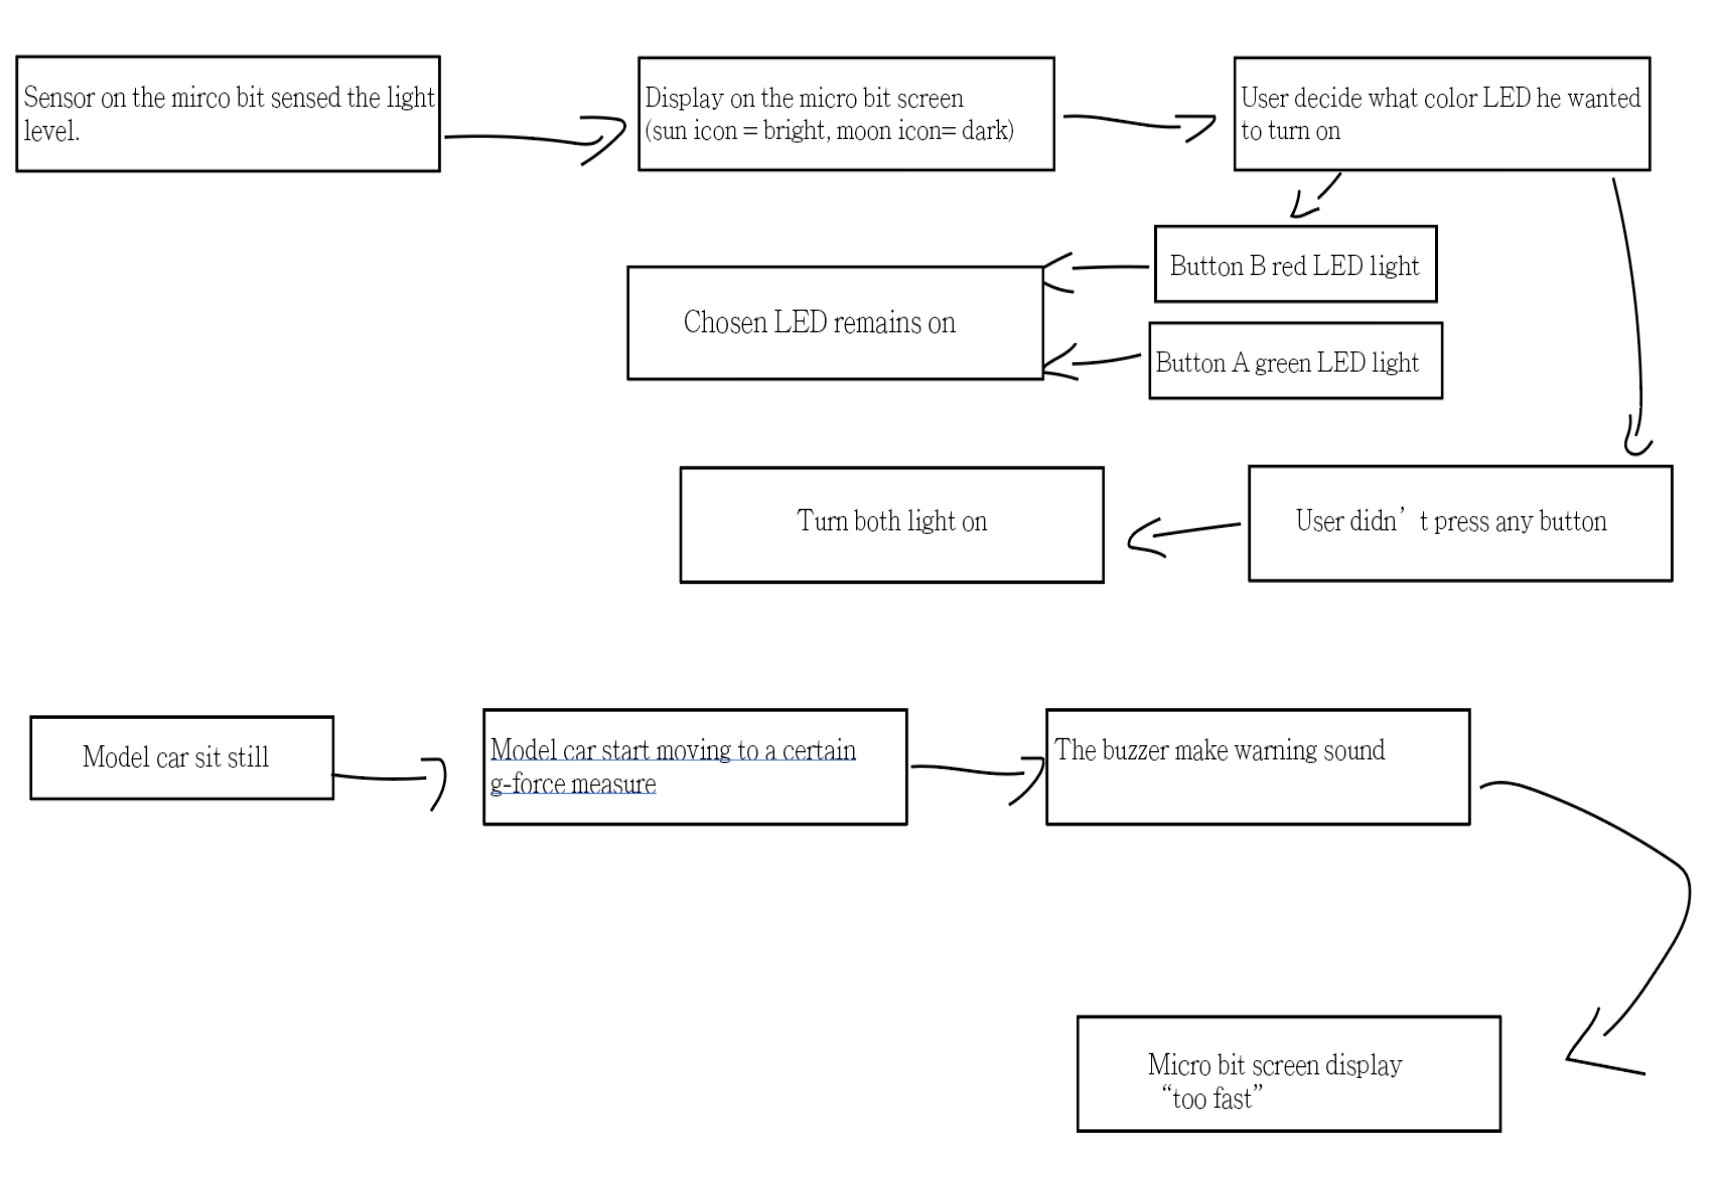 Sensor on the mirco bit sensed the light
level.
Display on the micro bit screen
(sun icon = bright, moon icon= dark)
User decide what color LED he wanted
to turn on
Button B red LED light
Chosen LED remains on
Button A green LED light
Turn both light on
User didn’t press any button
Model car sit still
Model car start moving to a certain
g-force measure
The buzzer make warning sound
Micro bit screen display
“too fast”